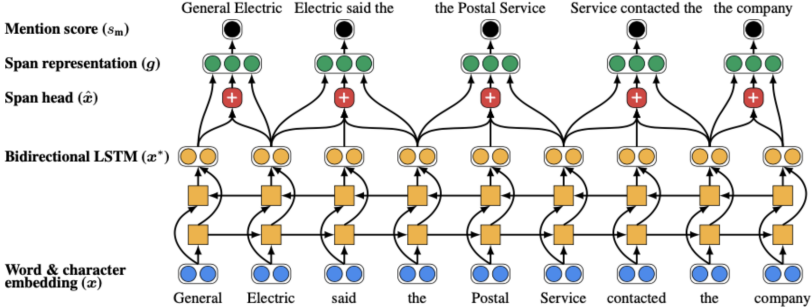 General Electric Electric said the the Postal Service Service contacted the the company
Mention score (sₘ)
Span representation (g)
Span head (x̂)
+ + + + +
Bidirectional LSTM (x*)
Word & character
embedding (x)
General Electric said the Postal Service contacted the company